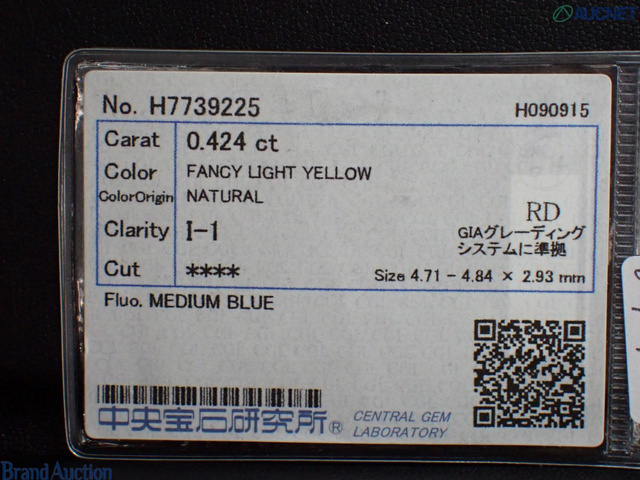 AUCNET
No. H7739225 H090915
Carat 0.424 ct
Color FANCY LIGHT YELLOW
ColorOrigin NATURAL
Clarity I-1
RD
GIAグレーディング
システムに準拠
Cut ****
Size 4.71 - 4.84 × 2.93 mm
Fluo. MEDIUM BLUE
中央宝石研究所® CENTRAL GEM
LABORATORY
Brand Auction